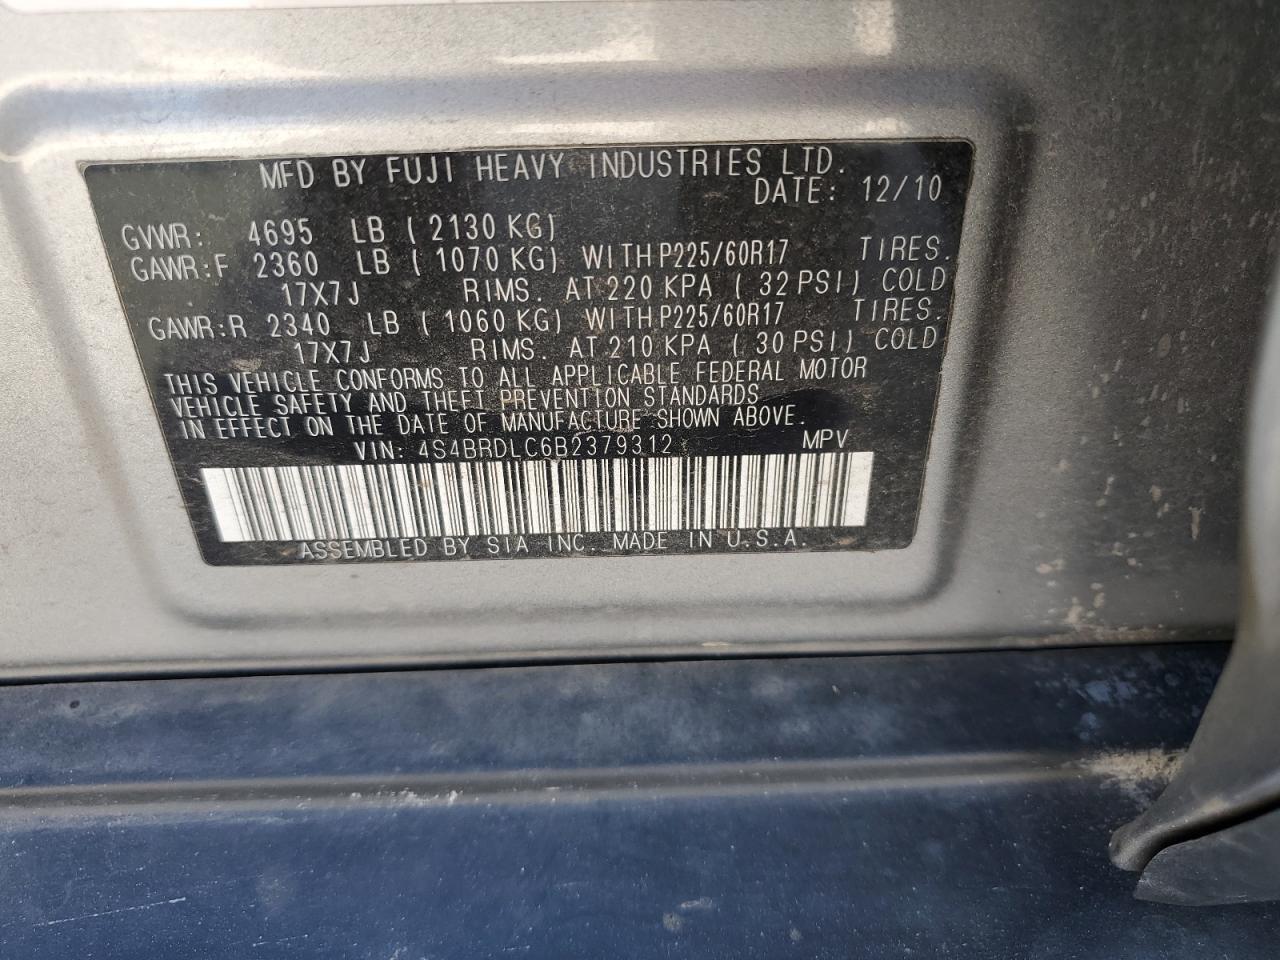 MFD BY FUJI HEAVY INDUSTRIES LTD.
DATE: 12/10
GVWR: 4695 LB ( 2130 KG)
GAWR:F 2360 LB ( 1070 KG) WITH P225/60R17 TIRES.
17X7J RIMS. AT 220 KPA ( 32 PSI) COLD
GAWR:R 2340 LB ( 1060 KG) WITH P225/60R17 TIRES.
17X7J RIMS. AT 210 KPA ( 30 PSI) COLD
THIS VEHICLE CONFORMS TO ALL APPLICABLE FEDERAL MOTOR
VEHICLE SAFETY AND THEFT PREVENTION STANDARDS
IN EFFECT ON THE DATE OF MANUFACTURE SHOWN ABOVE.
VIN: 4S4BRDLC6B2379312 MPV
ASSEMBLED BY SIA INC. MADE IN U.S.A.